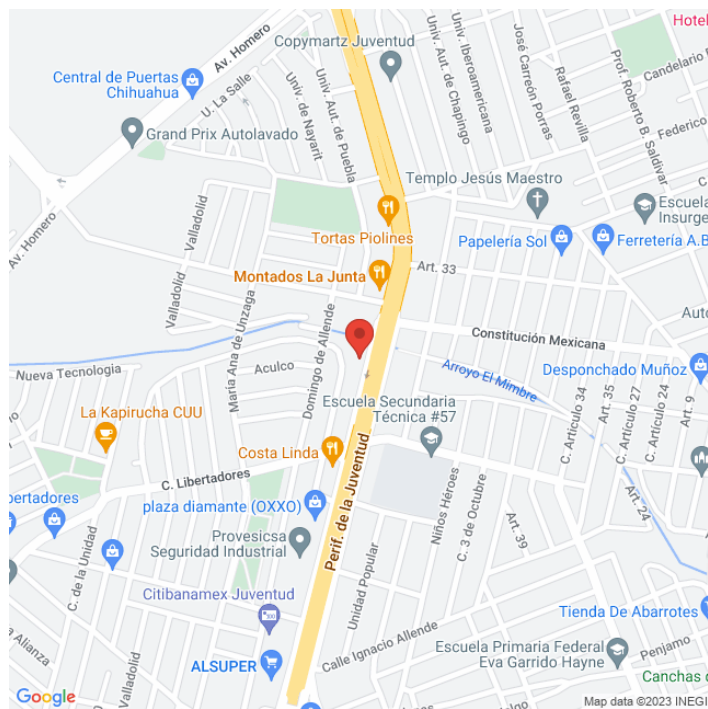 Hotel
Copymartz Juventud
Av. Homero
Central de Puertas
Chihuahua
U. La Salle
Grand Prix Autolavado
Univ. de Nayarit
Univ. Aut. de Puebla
Univ. Aut. de Chapingo
Univ. Iberoamericana
José Carreón Porras
Rafael Revilla
Prof. Roberto B. Saldivar
Candelario
Federico
Templo Jesús Maestro
Escuela
Insurge
Valladolid
Av. Homero
Tortas Piolines
Papelería Sol
Ferretería A.B
Montados La Junta
Art. 33
Valladolid
María Ana de Unzaga
Domingo de Allende
Auto
Constitución Mexicana
Nueva Tecnologia
Aculco
Arroyo El Mimbre
Desponchado Muñoz
La Kapirucha CUU
Escuela Secundaria
Técnica #57
C. Artículo 34
Art. 35
C. Artículo 27
C. Artículo 24
Art. 9
Costa Linda
C. Libertadores
Perif. de la Juventud
ibertadores
plaza diamante (OXXO)
Niños Héroes
C. 3 de Octubre
Art. 39
Art. 24
Provesicsa
Seguridad Industrial
C. de la Unidad
Unidad Popular
Citibanamex Juventud
Tienda De Abarrotes
Alianza
Valladolid
ALSUPER
Calle Ignacio Allende
Escuela Primaria Federal
Eva Garrido Hayne
Penjamo
Canchas d
Google
Map data ©2023 INEGI